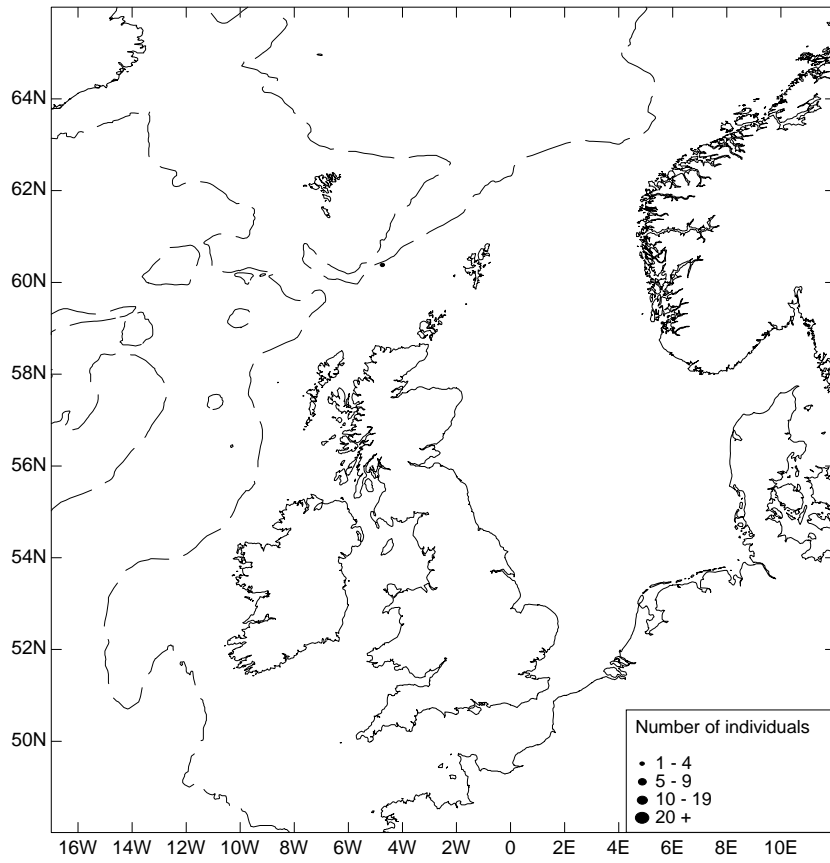 64N
62N
60N
58N
56N
54N
52N
50N
Number of individuals
1 - 4
5 - 9
10 - 19
20 +
16W 14W 12W 10W 8W 6W 4W 2W 0 2E 4E 6E 8E 10E